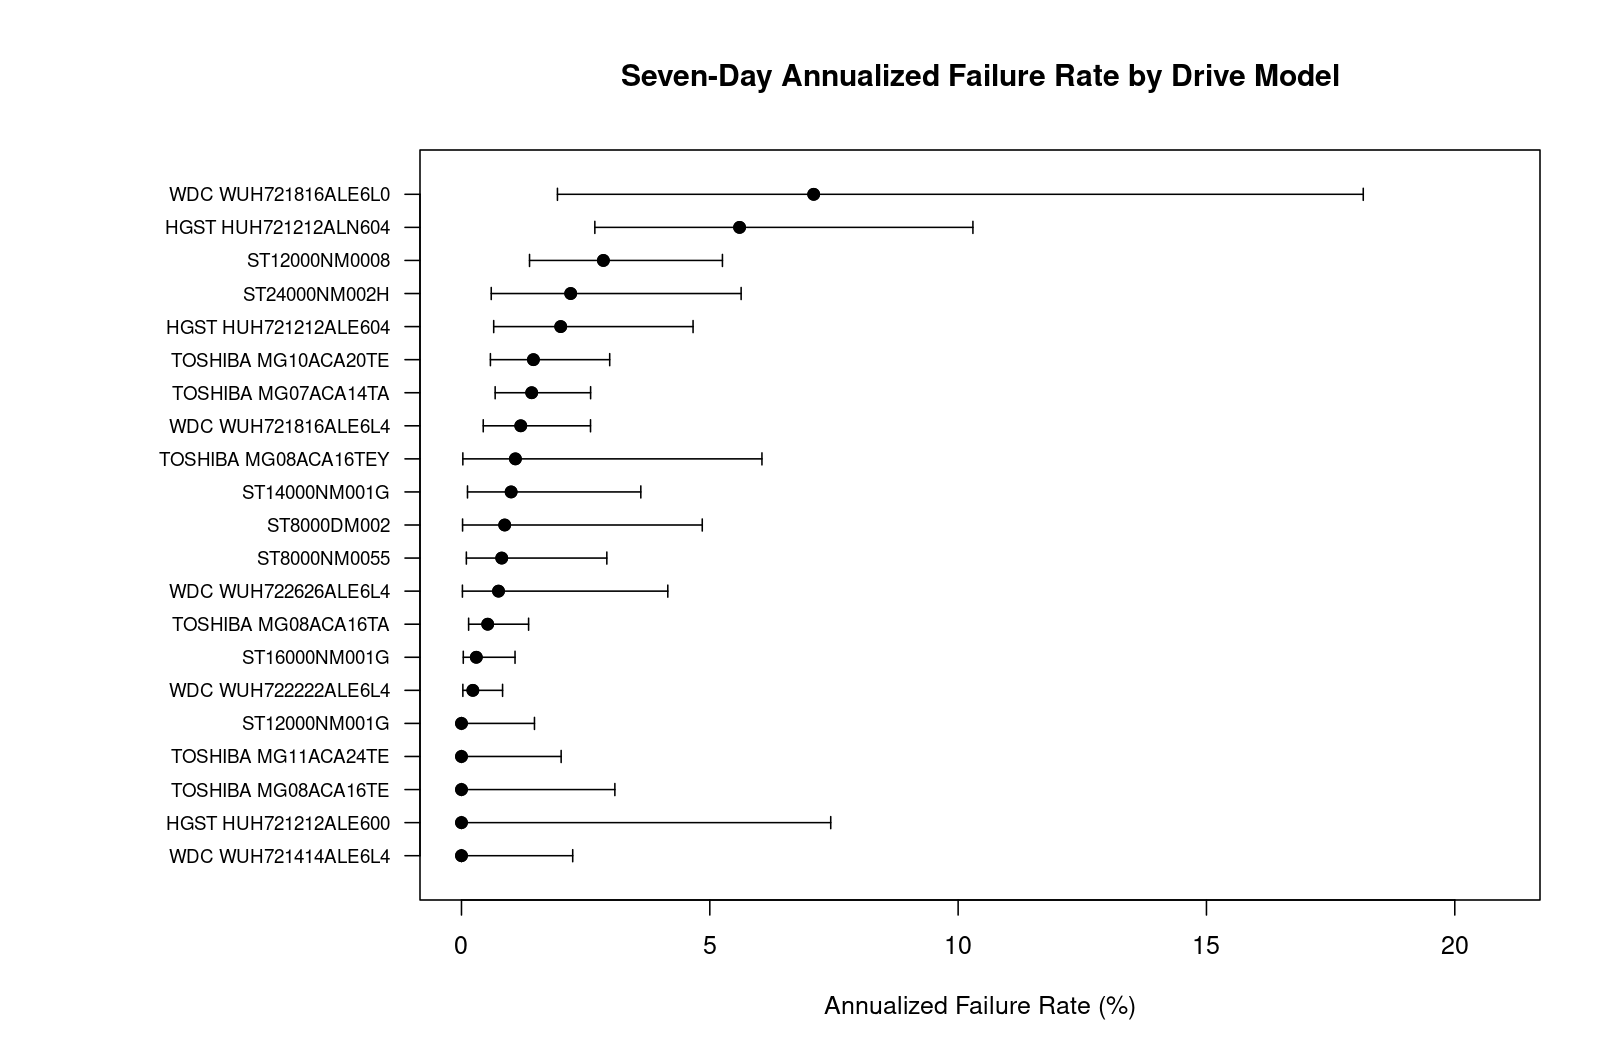 Seven-Day Annualized Failure Rate by Drive Model
WDC WUH721816ALE6L0
HGST HUH721212ALN604
ST12000NM0008
ST24000NM002H
HGST HUH721212ALE604
TOSHIBA MG10ACA20TE
TOSHIBA MG07ACA14TA
WDC WUH721816ALE6L4
TOSHIBA MG08ACA16TEY
ST14000NM001G
ST8000DM002
ST8000NM0055
WDC WUH722626ALE6L4
TOSHIBA MG08ACA16TA
ST16000NM001G
WDC WUH722222ALE6L4
ST12000NM001G
TOSHIBA MG11ACA24TE
TOSHIBA MG08ACA16TE
HGST HUH721212ALE600
WDC WUH721414ALE6L4
0 5 10 15 20
Annualized Failure Rate (%)